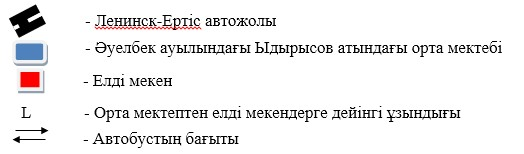 - Ленинск-Ертіс автожолы
- Әуелбек ауылындағы Ыдырысов атындағы орта мектебі
- Елді мекен
L - Орта мектептен елді мекендерге дейінгі ұзындығы
- Автобустың бағыты